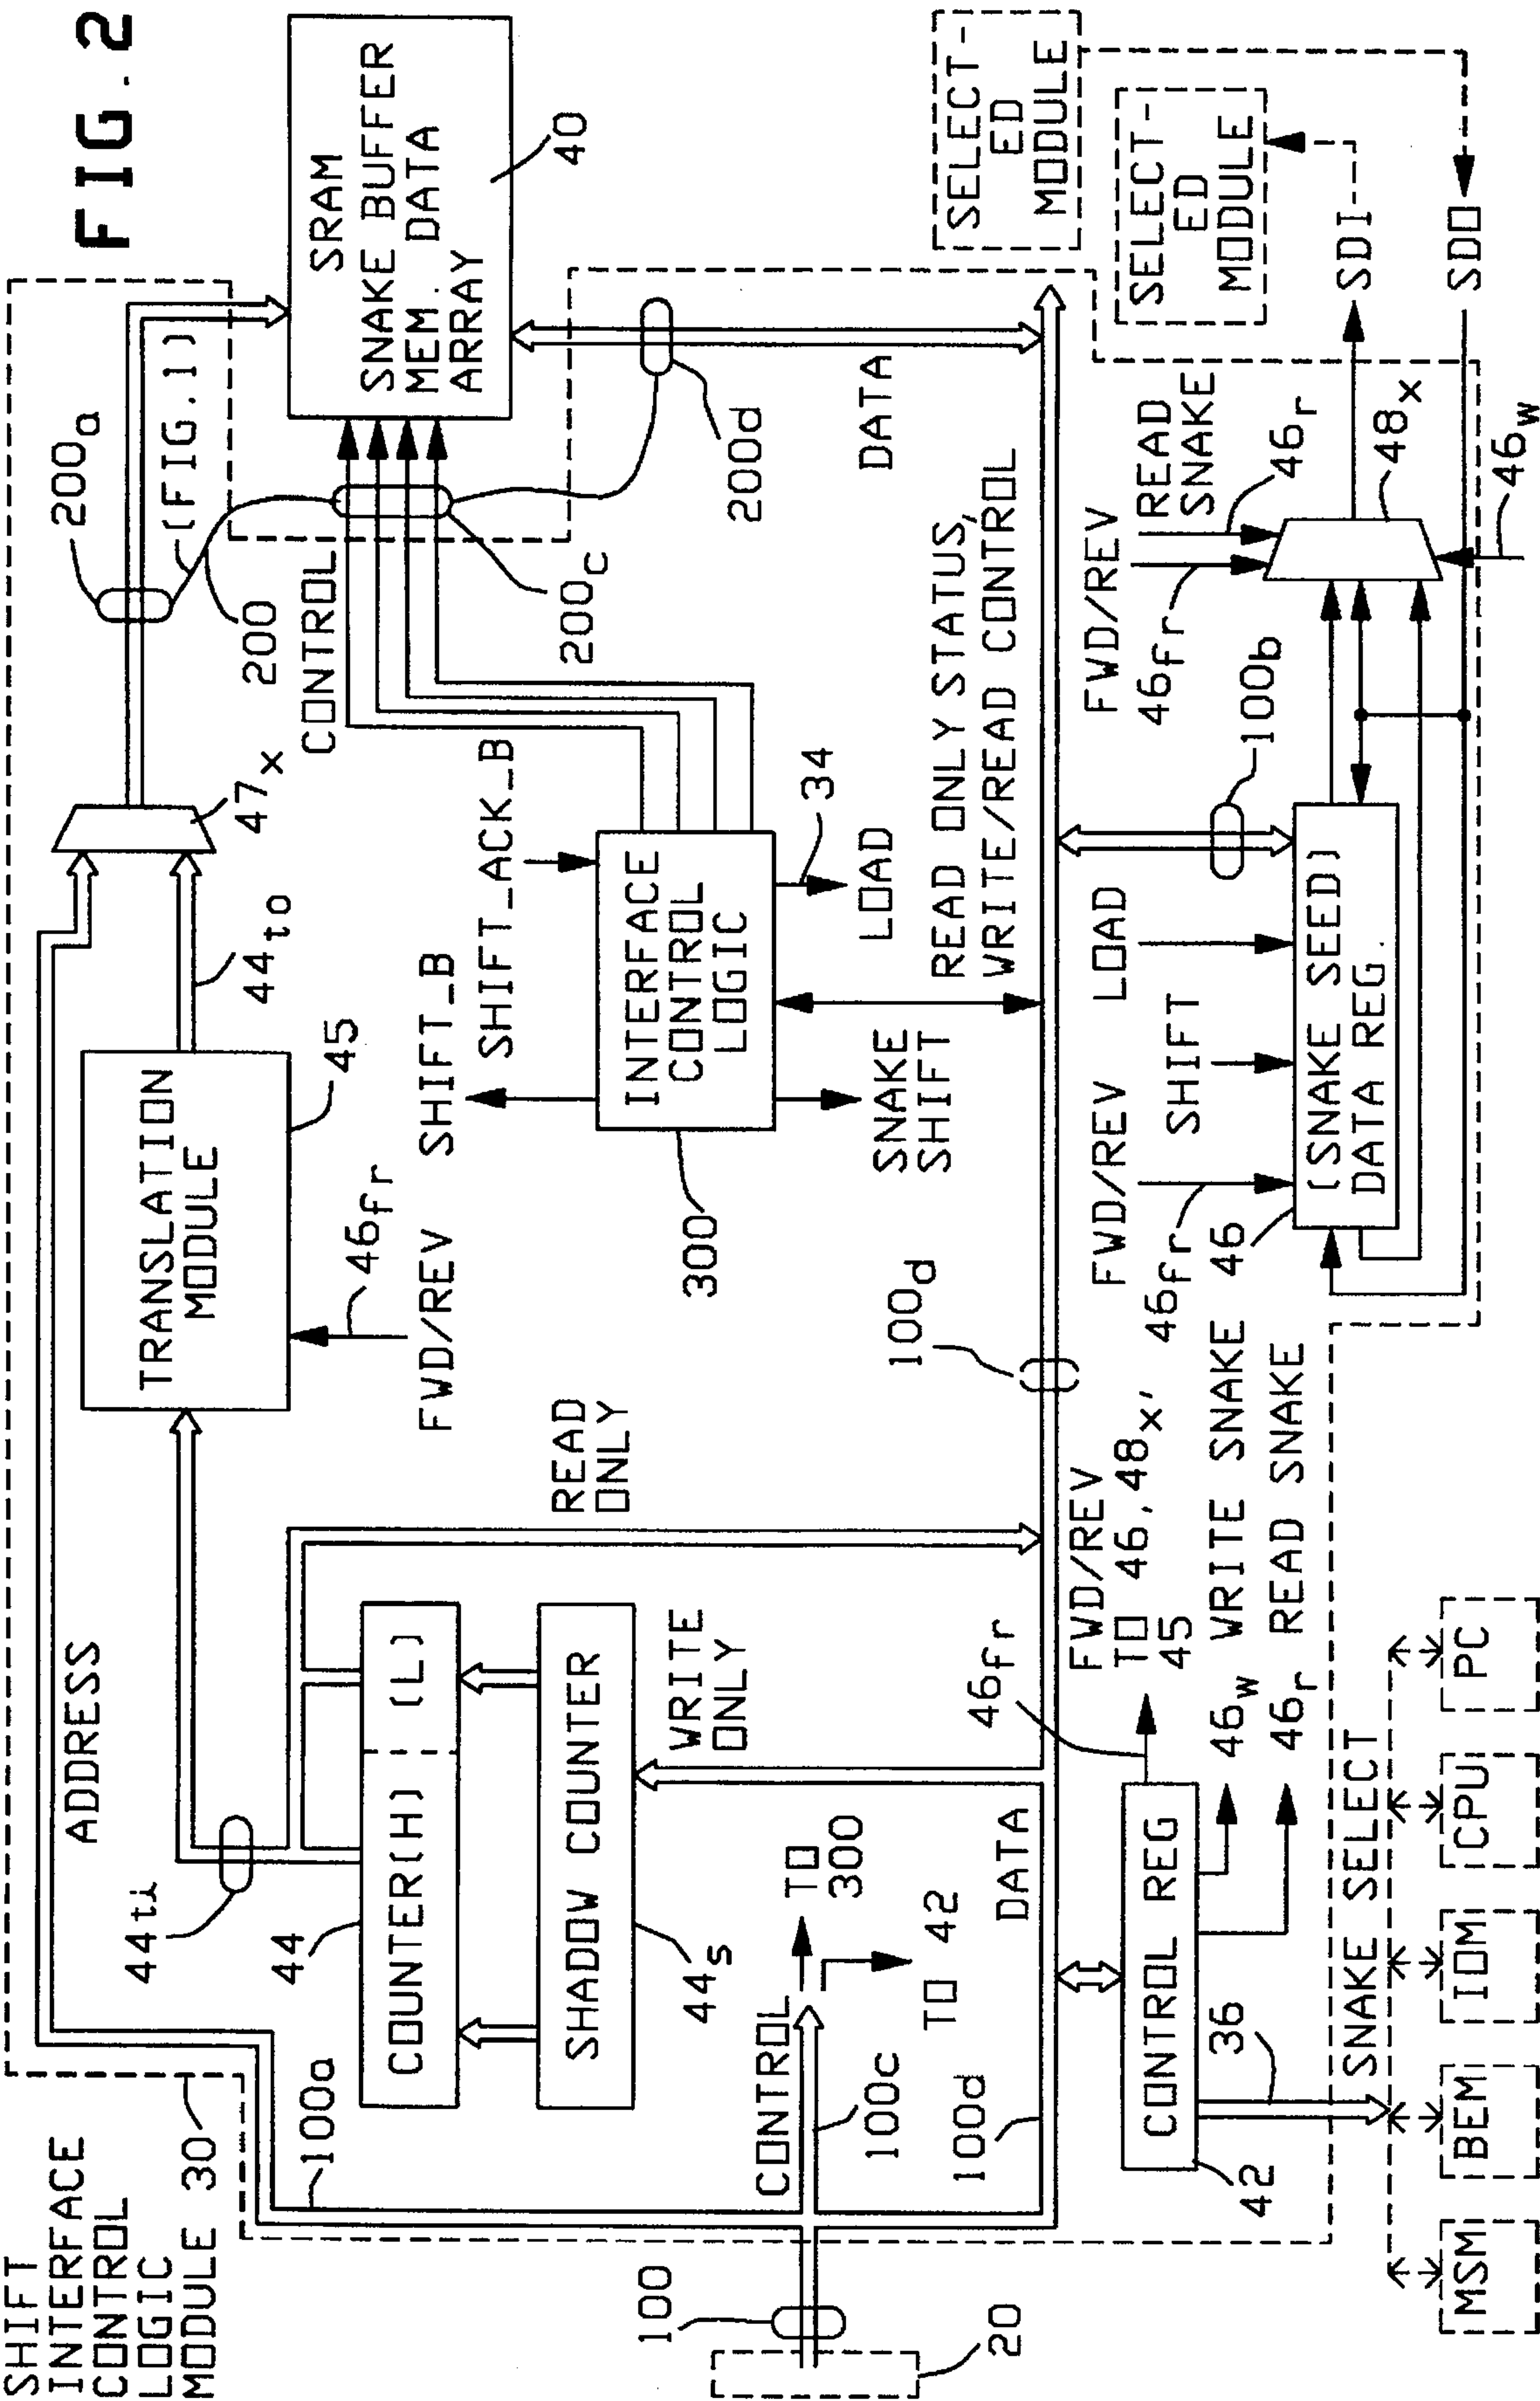 FIG. 2
SHIFT
INTERFACE
CONTROL
LOGIC
MODULE 30
ADDRESS
100a
44ti
44
COUNTER(H) (L)
SHADOW COUNTER
44s
READ
ONLY
WRITE
ONLY
TRANSLATION
MODULE
45
44to
46fr
FWD/REV
47x
200a
(FIG.1)
200
CONTROL
200c
SRAM
SNAKE BUFFER
MEM. DATA
ARRAY
40
200d
DATA
SHIFT_B
SHIFT_ACK_B
INTERFACE
CONTROL
LOGIC
300
SNAKE
SHIFT
LOAD
34
READ ONLY STATUS,
WRITE/READ CONTROL
100
20
CONTROL
100c
TO
300
TO 42
DATA
100d
100d
CONTROL REG
42
36
46fr
FWD/REV
TO 46,48x,
45
46w WRITE SNAKE
46r READ SNAKE
SNAKE SELECT
MSM
BEM
IOM
CPU
PC
FWD/REV
46fr
SHIFT
LOAD
46
(SNAKE SEED)
DATA REG.
100b
FWD/REV
46fr
READ
SNAKE
46r
48x
46w
SDI
SDO
SELECT-
ED
MODULE
SELECT-
ED
MODULE